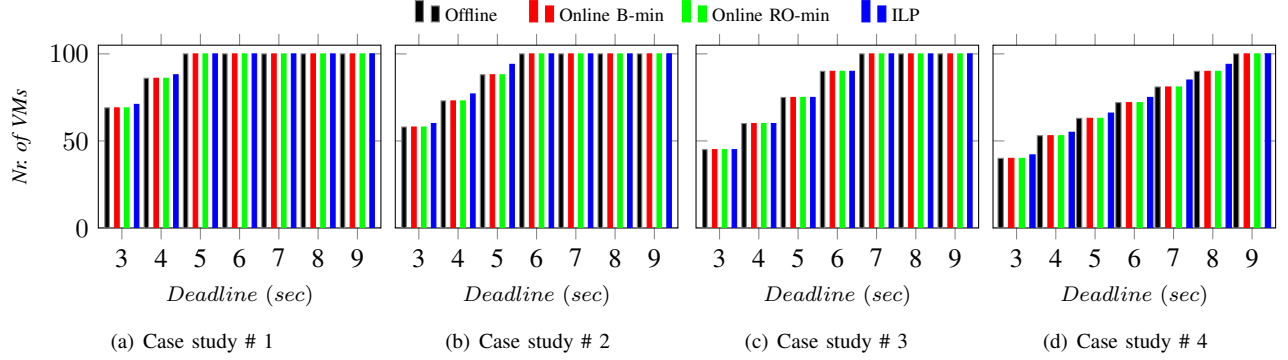 Offline Online B-min Online RO-min ILP
100
50
0
Nr. of VMs
3 4 5 6 7 8 9
Deadline (sec)
(a) Case study # 1
3 4 5 6 7 8 9
Deadline (sec)
(b) Case study # 2
3 4 5 6 7 8 9
Deadline (sec)
(c) Case study # 3
3 4 5 6 7 8 9
Deadline (sec)
(d) Case study # 4